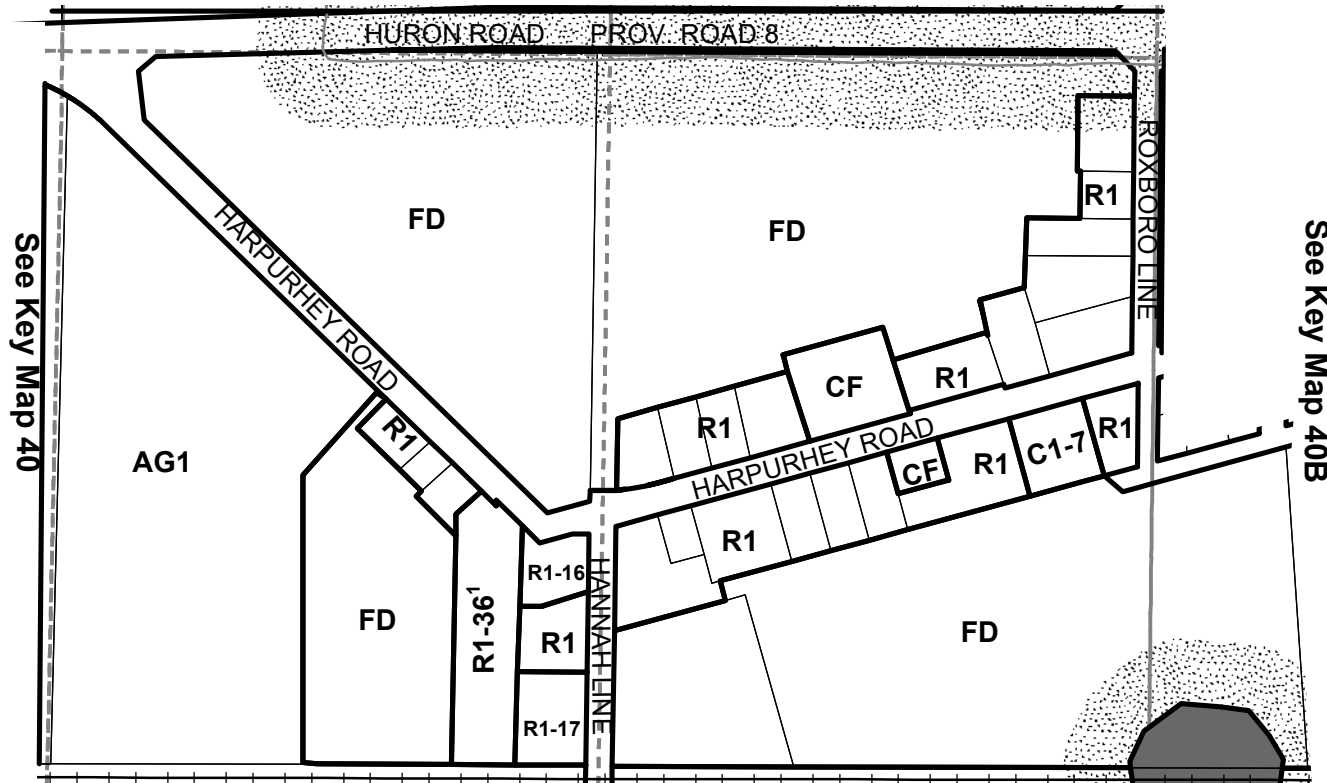 HURON ROAD PROV. ROAD 8
ROXBORO LINE
R1
FD
FD
HARPURHEY ROAD
See Key Map 40
See Key Map 40B
CF
R1
R1
R1
AG1
HARPURHEY ROAD
R1
C1-7
R1
CF
R1
R1-16
HANNAH LINE
R1-36¹
FD
R1
FD
R1-17